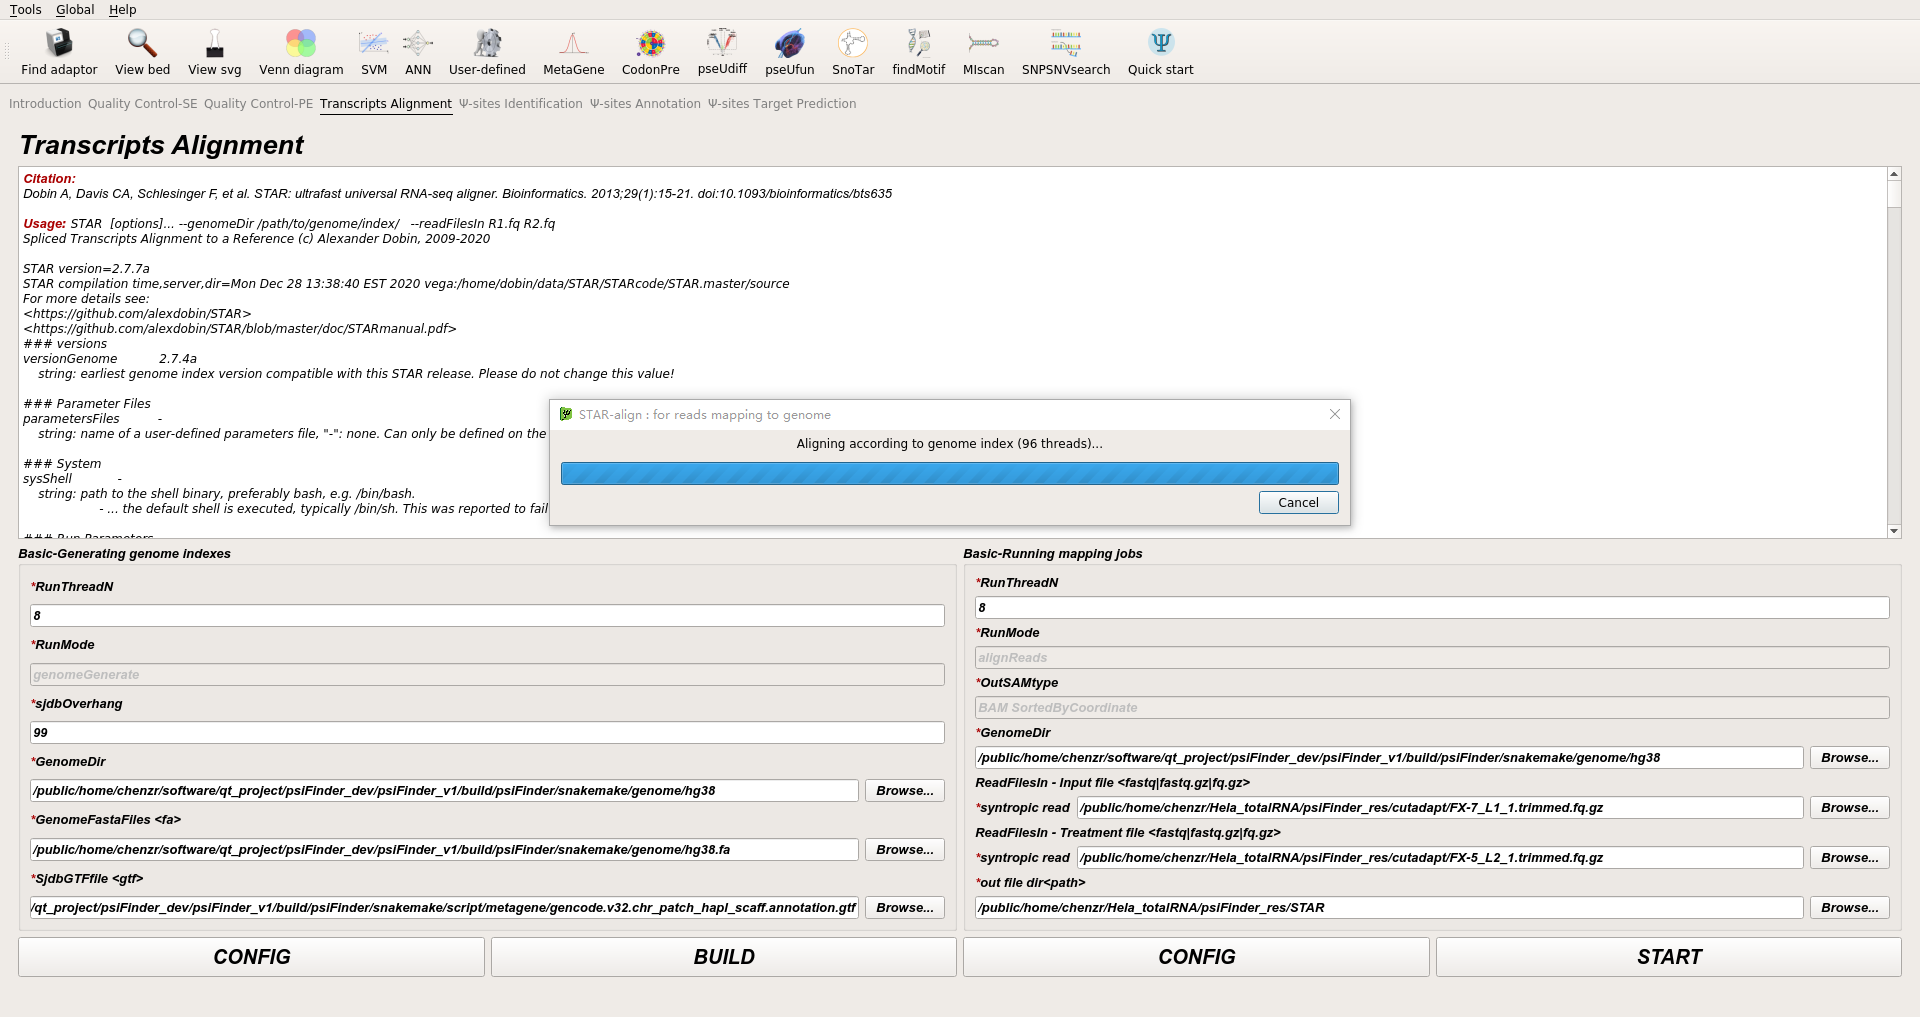 Tools Global Help
Find adaptor View bed View svg Venn diagram SVM ANN User-defined MetaGene CodonPre pseUdiff pseUfun SnoTar findMotif MIscan SNPSNVsearch Quick start
Introduction Quality Control-SE Quality Control-PE Transcripts Alignment Ψ-sites Identification Ψ-sites Annotation Ψ-sites Target Prediction
Transcripts Alignment
Citation:
Dobin A, Davis CA, Schlesinger F, et al. STAR: ultrafast universal RNA-seq aligner. Bioinformatics. 2013;29(1):15-21. doi:10.1093/bioinformatics/bts635
Usage: STAR [options]... --genomeDir /path/to/genome/index/ --readFilesIn R1.fq R2.fq
Spliced Transcripts Alignment to a Reference (c) Alexander Dobin, 2009-2020
STAR version=2.7.7a
STAR compilation time,server,dir=Mon Dec 28 13:38:40 EST 2020 vega:/home/dobin/data/STAR/STARcode/STAR.master/source
For more details see:
<https://github.com/alexdobin/STAR>
<https://github.com/alexdobin/STAR/blob/master/doc/STARmanual.pdf>
### versions
versionGenome 2.7.4a
string: earliest genome index version compatible with this STAR release. Please do not change this value!
### Parameter Files
parametersFiles -
string: name of a user-defined parameters file, "-": none. Can only be defined on the
### System
sysShell -
string: path to the shell binary, preferably bash, e.g. /bin/bash.
- ... the default shell is executed, typically /bin/sh. This was reported to fail
### Run Parameters
STAR-align : for reads mapping to genome
Aligning according to genome index (96 threads)...
Cancel
Basic-Generating genome indexes
*RunThreadN
8
*RunMode
genomeGenerate
*sjdbOverhang
99
*GenomeDir
/public/home/chenzr/software/qt_project/psiFinder_dev/psiFinder_v1/build/psiFinder/snakemake/genome/hg38 Browse...
*GenomeFastaFiles <fa>
/public/home/chenzr/software/qt_project/psiFinder_dev/psiFinder_v1/build/psiFinder/snakemake/genome/hg38.fa Browse...
*SjdbGTFfile <gtf>
/qt_project/psiFinder_dev/psiFinder_v1/build/psiFinder/snakemake/script/metagene/gencode.v32.chr_patch_hapl_scaff.annotation.gtf Browse...
CONFIG BUILD
Basic-Running mapping jobs
*RunThreadN
8
*RunMode
alignReads
*OutSAMtype
BAM SortedByCoordinate
*GenomeDir
/public/home/chenzr/software/qt_project/psiFinder_dev/psiFinder_v1/build/psiFinder/snakemake/genome/hg38 Browse...
ReadFilesIn - Input file <fastq|fastq.gz|fq.gz>
*syntropic read /public/home/chenzr/Hela_totalRNA/psiFinder_res/cutadapt/FX-7_L1_1.trimmed.fq.gz Browse...
ReadFilesIn - Treatment file <fastq|fastq.gz|fq.gz>
*syntropic read /public/home/chenzr/Hela_totalRNA/psiFinder_res/cutadapt/FX-5_L2_1.trimmed.fq.gz Browse...
*out file dir<path>
/public/home/chenzr/Hela_totalRNA/psiFinder_res/STAR Browse...
CONFIG START